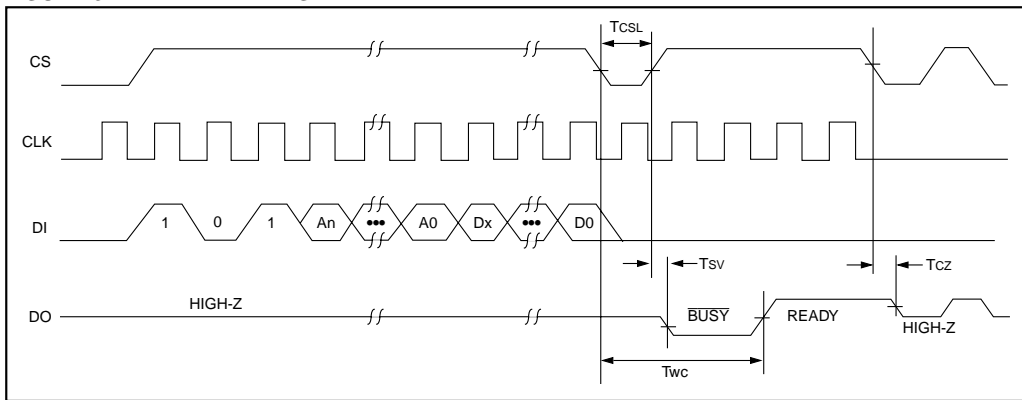 TCSL
CS
CLK
DI 1 0 1 An ••• A0 Dx ••• D0
TSV TCZ
HIGH-Z
DO BUSY READY HIGH-Z
TWC